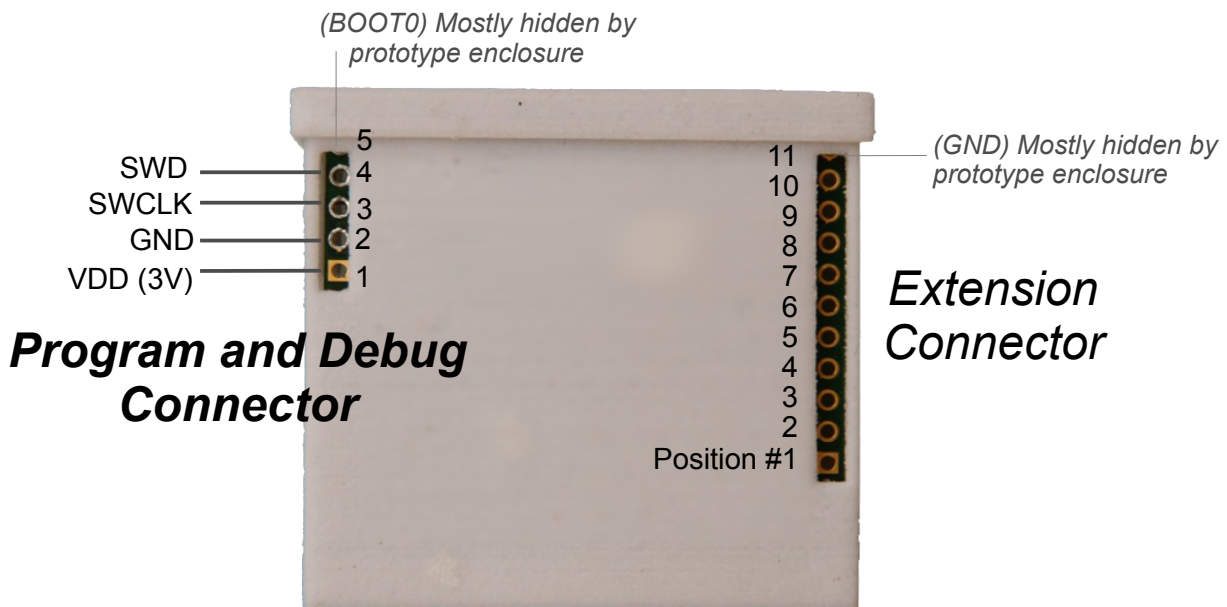 (BOOT0) Mostly hidden by
prototype enclosure
5
4
3
2
1
SWD
SWCLK
GND
VDD (3V)
Program and Debug
Connector
(GND) Mostly hidden by
prototype enclosure
11
10
9
8
7
6
5
4
3
2
Position #1
Extension
Connector